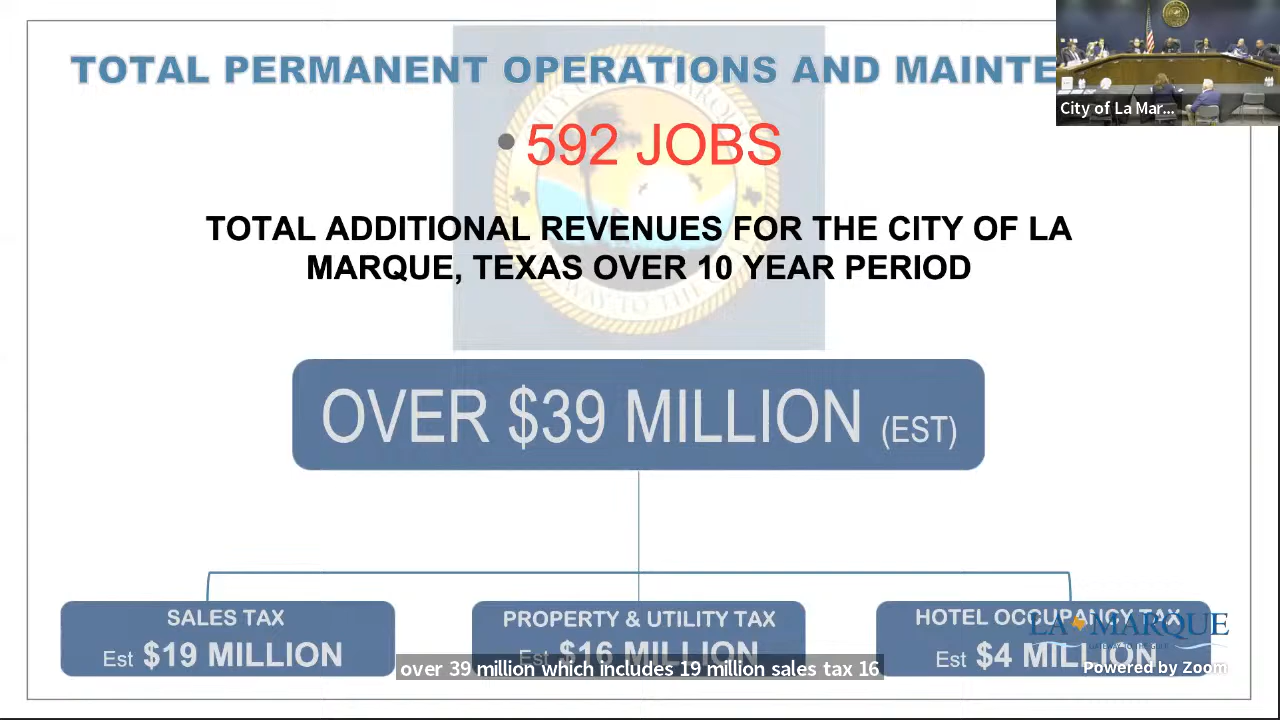 TOTAL PERMANENT OPERATIONS AND MAINTE
City of La Mar...
• 592 JOBS
TOTAL ADDITIONAL REVENUES FOR THE CITY OF LA
MARQUE, TEXAS OVER 10 YEAR PERIOD
OVER $39 MILLION (EST)
SALES TAX
Est $19 MILLION
PROPERTY & UTILITY TAX
Est $16 MILLION
HOTEL OCCUPANCY TAX
Est $4 MILLION
LA MARQUE
Powered by Zoom
over 39 million which includes 19 million sales tax 16